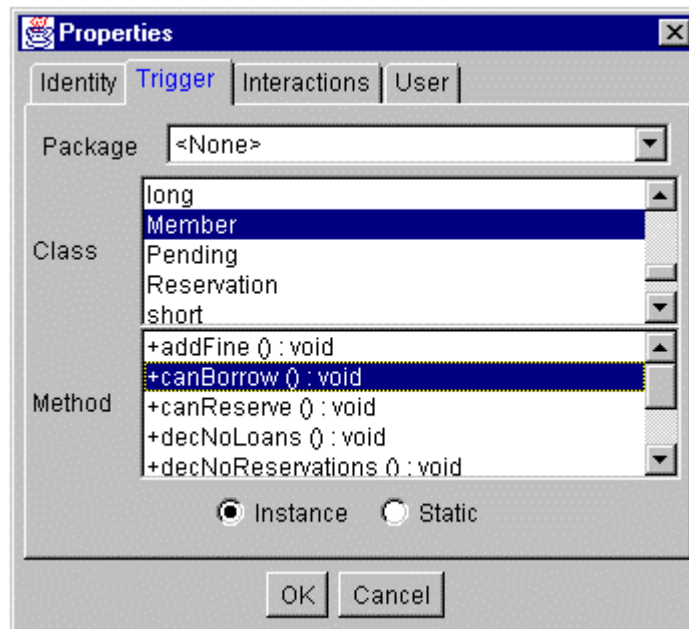 Properties
Identity Trigger Interactions User
Package <None>
long
Member
Class
Pending
Reservation
short
+addFine () : void
+canBorrow () : void
Method
+canReserve () : void
+decNoLoans () : void
+decNoReservations () : void
Instance Static
OK Cancel